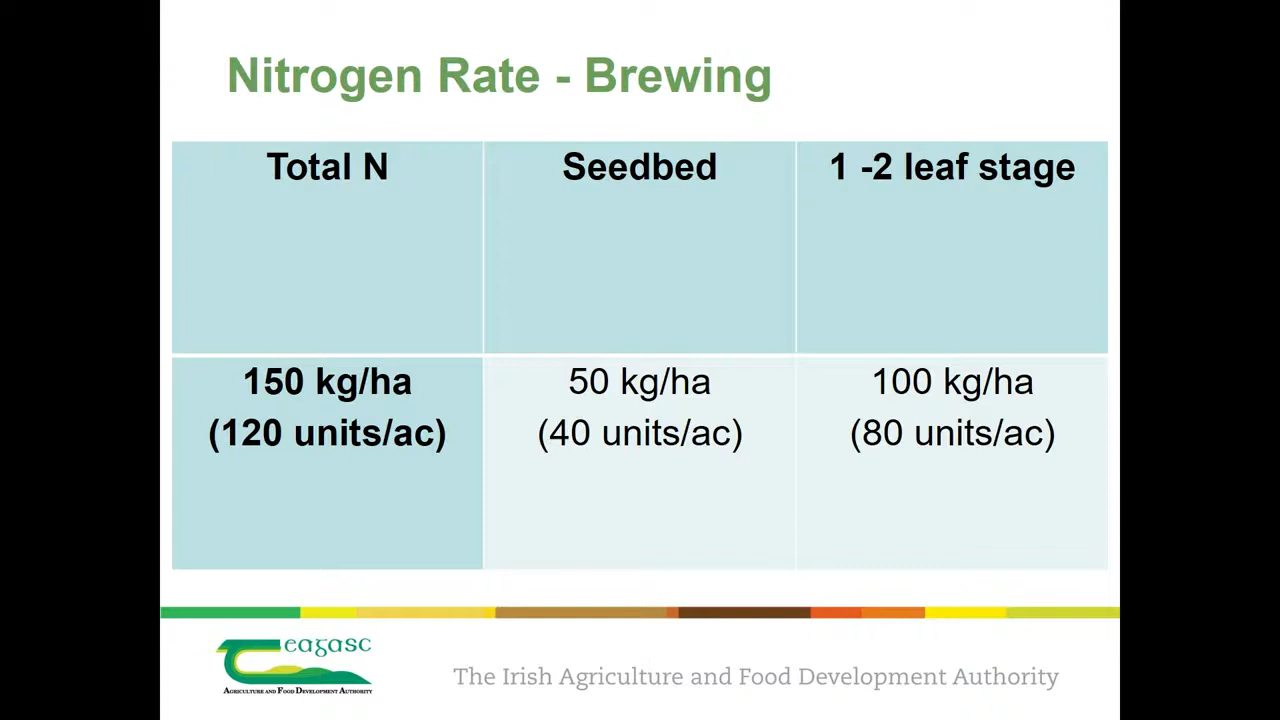 Nitrogen Rate - Brewing
Total N
Seedbed
1 -2 leaf stage
150 kg/ha
(120 units/ac)
50 kg/ha
(40 units/ac)
100 kg/ha
(80 units/ac)
eagasc
AGRICULTURE AND FOOD DEVELOPMENT AUTHORITY
The Irish Agriculture and Food Development Authority